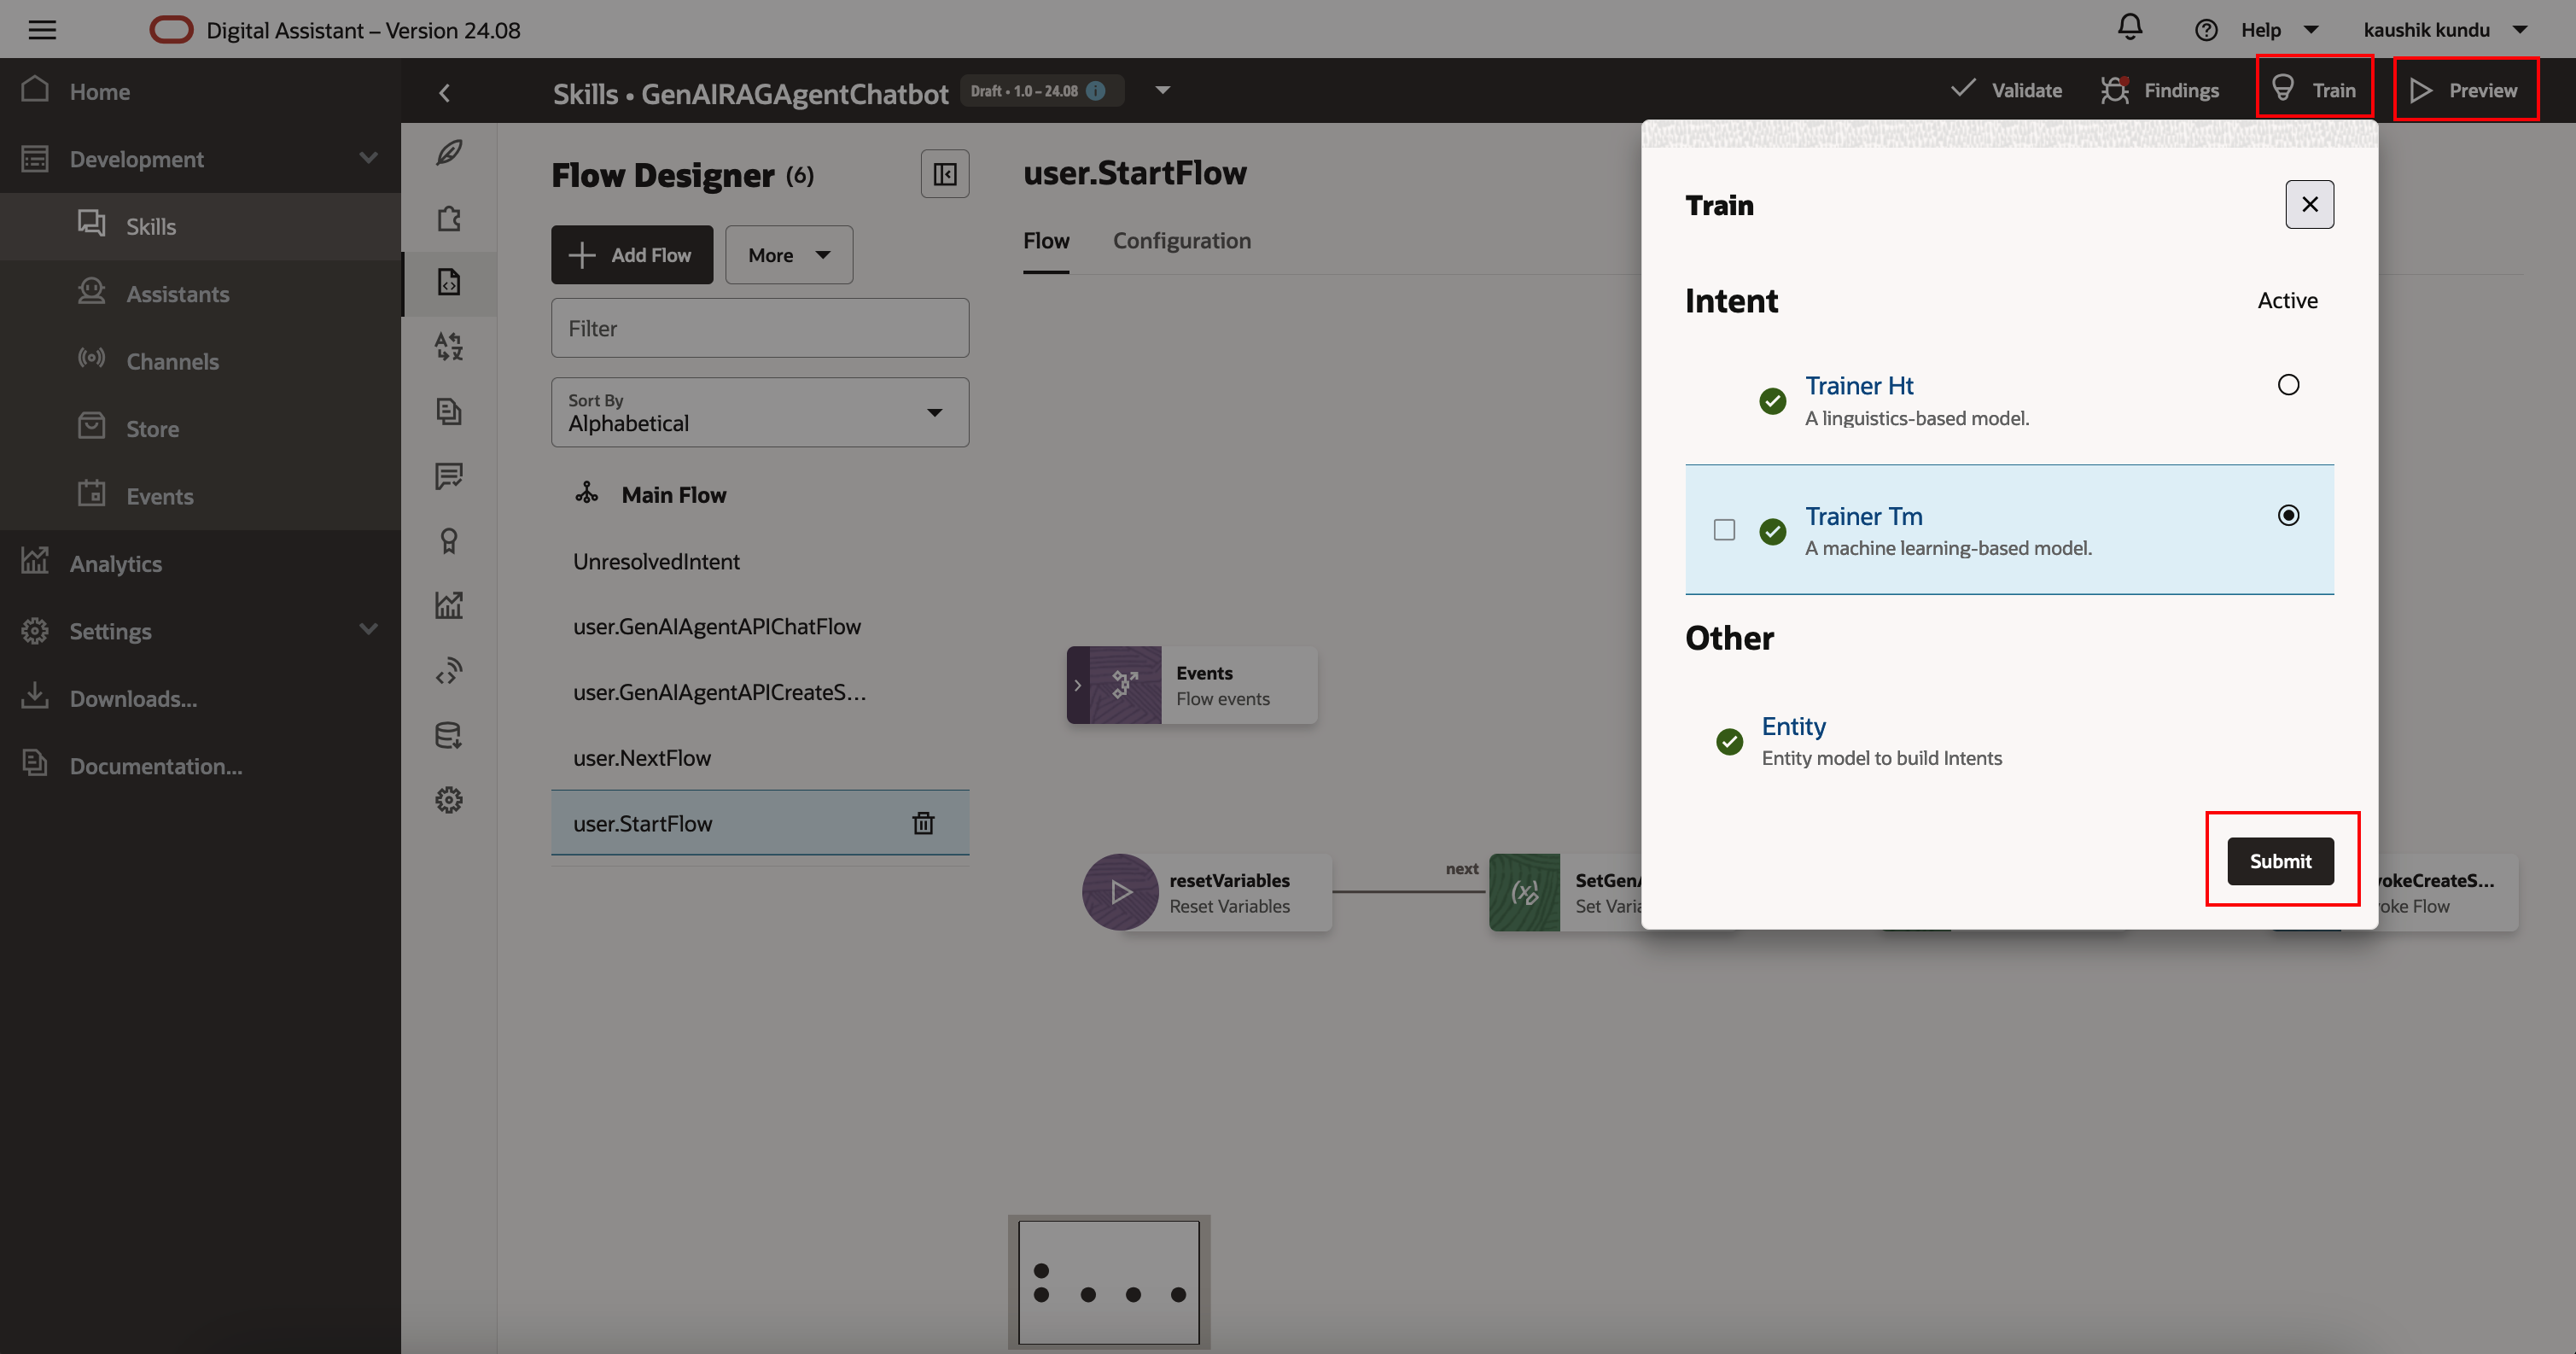 Digital Assistant – Version 24.08
Help
kaushik kundu
Home
Development
Skills
Assistants
Channels
Store
Events
Analytics
Settings
Downloads...
Documentation...
Skills • GenAIRAGAgentChatbot
Draft • 1.0 – 24.08
Validate
Findings
Train
Preview
Flow Designer (6)
Add Flow
More
Filter
Sort By
Alphabetical
Main Flow
UnresolvedIntent
user.GenAIAgentAPIChatFlow
user.GenAIAgentAPICreateS...
user.NextFlow
user.StartFlow
user.StartFlow
Flow
Configuration
Events
Flow events
resetVariables
Reset Variables
next
SetGenA
Set Varia
vokeCreateS...
oke Flow
Train
Intent
Active
Trainer Ht
A linguistics-based model.
Trainer Tm
A machine learning-based model.
Other
Entity
Entity model to build Intents
Submit